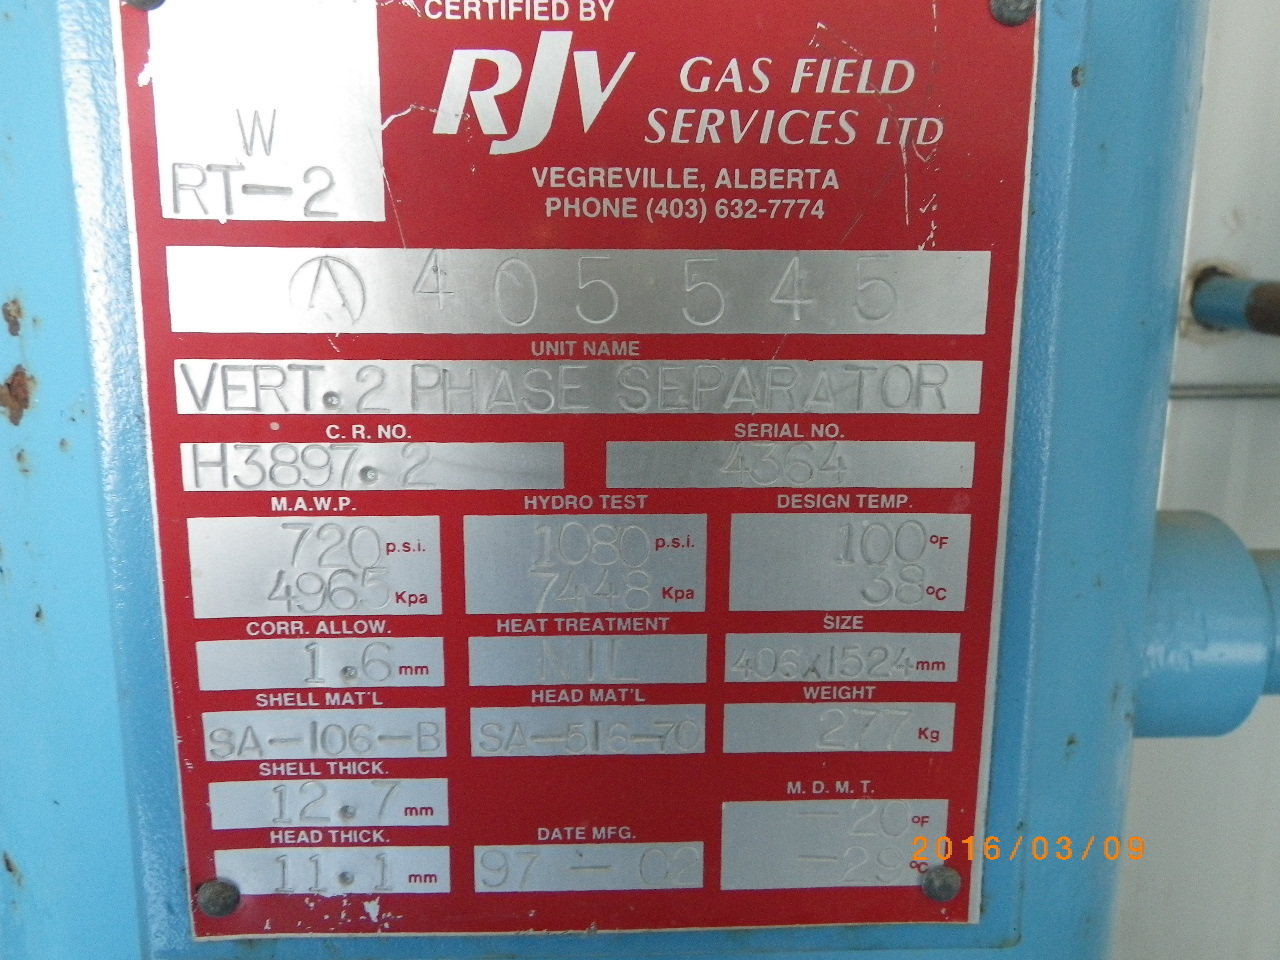 CERTIFIED BY
RJV GAS FIELD
SERVICES LTD
VEGREVILLE, ALBERTA
PHONE (403) 632-7774
W
RT-2
A 405545
UNIT NAME
VERT. 2 PHASE SEPARATOR
C. R. NO. SERIAL NO.
H3897.2 4364
M.A.W.P. HYDRO TEST DESIGN TEMP.
720 p.s.i. 1080 p.s.i. 100 °F
4965 Kpa 7448 Kpa 38 °C
CORR. ALLOW. HEAT TREATMENT SIZE
1.6 mm NIL 406x1524 mm
SHELL MAT'L HEAD MAT'L WEIGHT
SA-106-B SA-516-70 277 Kg
SHELL THICK. M. D. M. T.
12.7 mm -20 °F
HEAD THICK. DATE MFG.
11.1 mm 97-02 -29 °C
2016/03/09